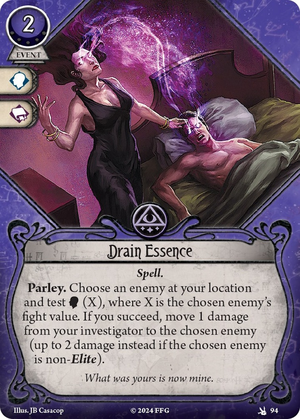 2
EVENT
Drain Essence
Spell.
Parley. Choose an enemy at your location
and test (X), where X is the chosen enemy's
fight value. If you succeed, move 1 damage
from your investigator to the chosen enemy
(up to 2 damage instead if the chosen enemy
is non-Elite).
What was yours is now mine.
Illus. JB Casacop
© 2024 FFG
94